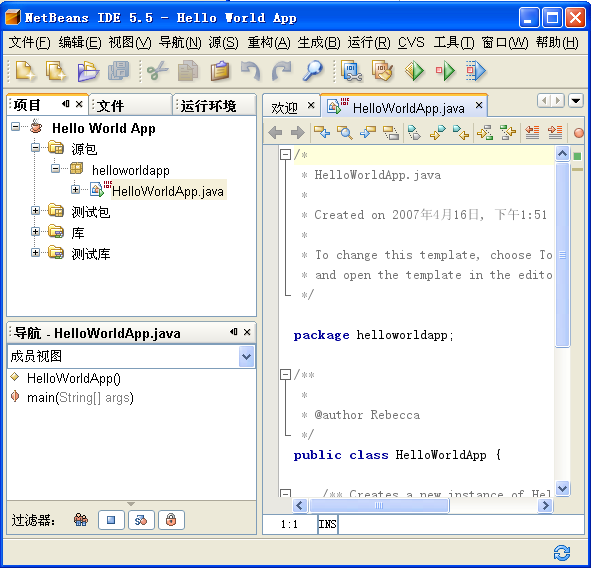 NetBeans IDE 5.5 - Hello World App
文件(F) 编辑(E) 视图(V) 导航(N) 源(S) 重构(A) 生成(B) 运行(R) CVS 工具(T) 窗口(W) 帮助(H)
项目 文件 运行环境
Hello World App
源包
helloworldapp
HelloWorldApp.java
测试包
库
测试库
导航 - HelloWorldApp.java
成员视图
HelloWorldApp()
main(String[] args)
过滤器：
欢迎 HelloWorldApp.java
/*
* HelloWorldApp.java
*
* Created on 2007年4月16日, 下午1:51
*
* To change this template, choose To
* and open the template in the edito
*/
package helloworldapp;
/**
*
* @author Rebecca
*/
public class HelloWorldApp {
/** Creates a new instance of Hel
1:1 INS